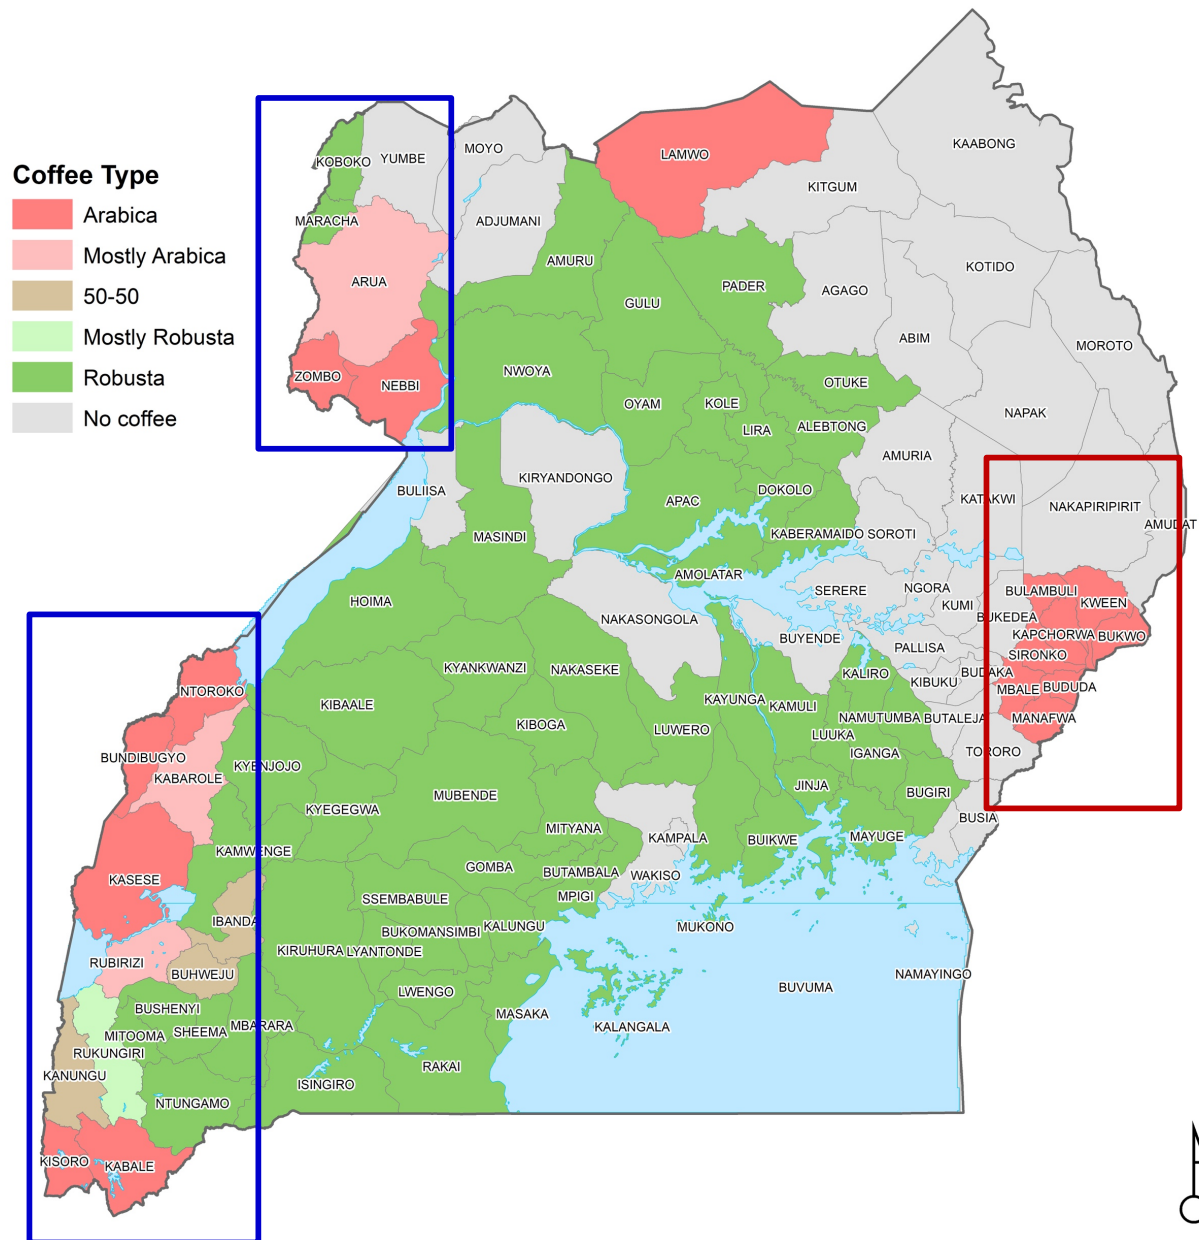 Coffee Type
Arabica
Mostly Arabica
50-50
Mostly Robusta
Robusta
No coffee
KOBOKO
YUMBE
MOYO
LAMWO
KAABONG
KITGUM
MARACHA
ADJUMANI
ARUA
AMURU
GULU
PADER
AGAGO
KOTIDO
ABIM
MOROTO
ZOMBO
NEBBI
NWOYA
OYAM
KOLE
LIRA
OTUKE
ALEBTONG
NAPAK
AMURIA
BULIISA
KIRYANDONGO
APAC
DOKOLO
KATAKWI
NAKAPIRIPIRIT
AMUDAT
MASINDI
KABERAMAIDO
SOROTI
AMOLATAR
HOIMA
NAKASONGOLA
SERERE
NGORA
KUMI
BULAMBULI
KWEEN
BUKEDEA
BUYENDE
PALLISA
KAPCHORWA
BUKWO
SIRONKO
NTOROKO
KYANKWANZI
NAKASEKE
KALIRO
KIBUKU
BUDAKA
MBALE
BUDUDA
KIBAALE
KIBOGA
LUWERO
KAYUNGA
KAMULI
NAMUTUMBA
BUTALEJA
MANAFWA
BUNDIBUGYO
KABAROLE
KYENJOJO
LUUKA
IGANGA
TORORO
KYEGEGWA
MUBENDE
JINJA
BUGIRI
MITYANA
KAMPALA
BUIKWE
MAYUGE
BUSIA
KAMWENGE
KASESE
GOMBA
BUTAMBALA
WAKISO
IBANDA
SSEMBABULE
MPIGI
BUKOMANSIMBI
KALUNGU
MUKONO
KIRUHURA
LYANTONDE
RUBIRIZI
BUHWEJU
BUVUMA
NAMAYINGO
LWENGO
BUSHENYI
MITOOMA
SHEEMA
MBARARA
MASAKA
KALANGALA
RUKUNGIRI
KANUNGU
NTUNGAMO
ISINGIRO
RAKAI
KISORO
KABALE